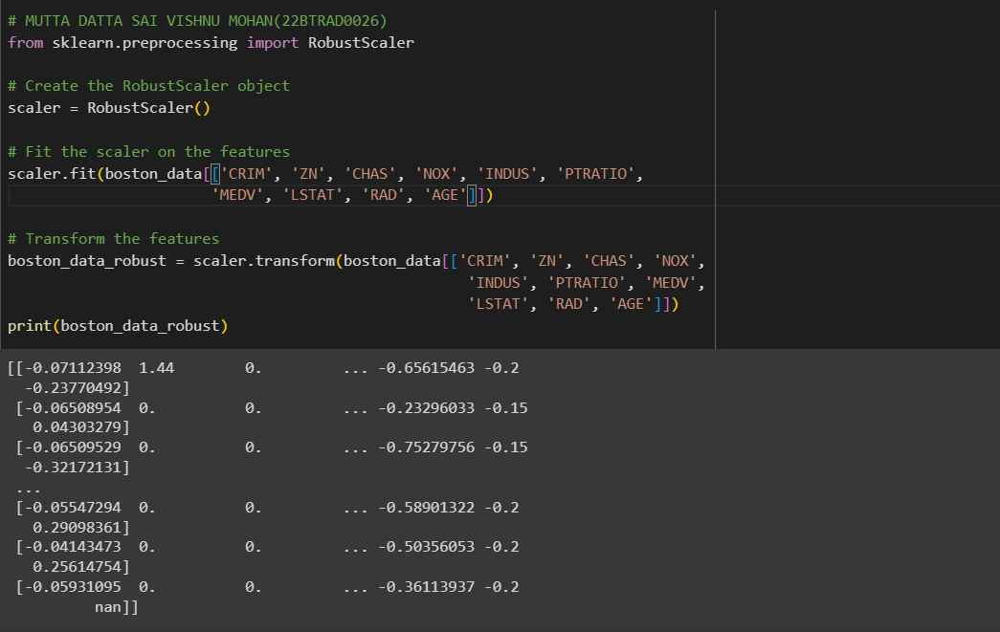 # MUTTA DATTA SAI VISHNU MOHAN(22BTRAD0026)
from sklearn.preprocessing import RobustScaler
# Create the RobustScaler object
scaler = RobustScaler()
# Fit the scaler on the features
scaler.fit(boston_data[['CRIM', 'ZN', 'CHAS', 'NOX', 'INDUS', 'PTRATIO',
'MEDV', 'LSTAT', 'RAD', 'AGE']])
# Transform the features
boston_data_robust = scaler.transform(boston_data[['CRIM', 'ZN', 'CHAS', 'NOX',
'INDUS', 'PTRATIO', 'MEDV',
'LSTAT', 'RAD', 'AGE']])
print(boston_data_robust)
[[-0.07112398 1.44 0. ... -0.65615463 -0.2
-0.23770492]
[-0.06508954 0. 0. ... -0.23296033 -0.15
0.04303279]
[-0.06509529 0. 0. ... -0.75279756 -0.15
-0.32172131]
...
[-0.05547294 0. 0. ... -0.58901322 -0.2
0.29098361]
[-0.04143473 0. 0. ... -0.50356053 -0.2
0.25614754]
[-0.05931095 0. 0. ... -0.36113937 -0.2
nan]]